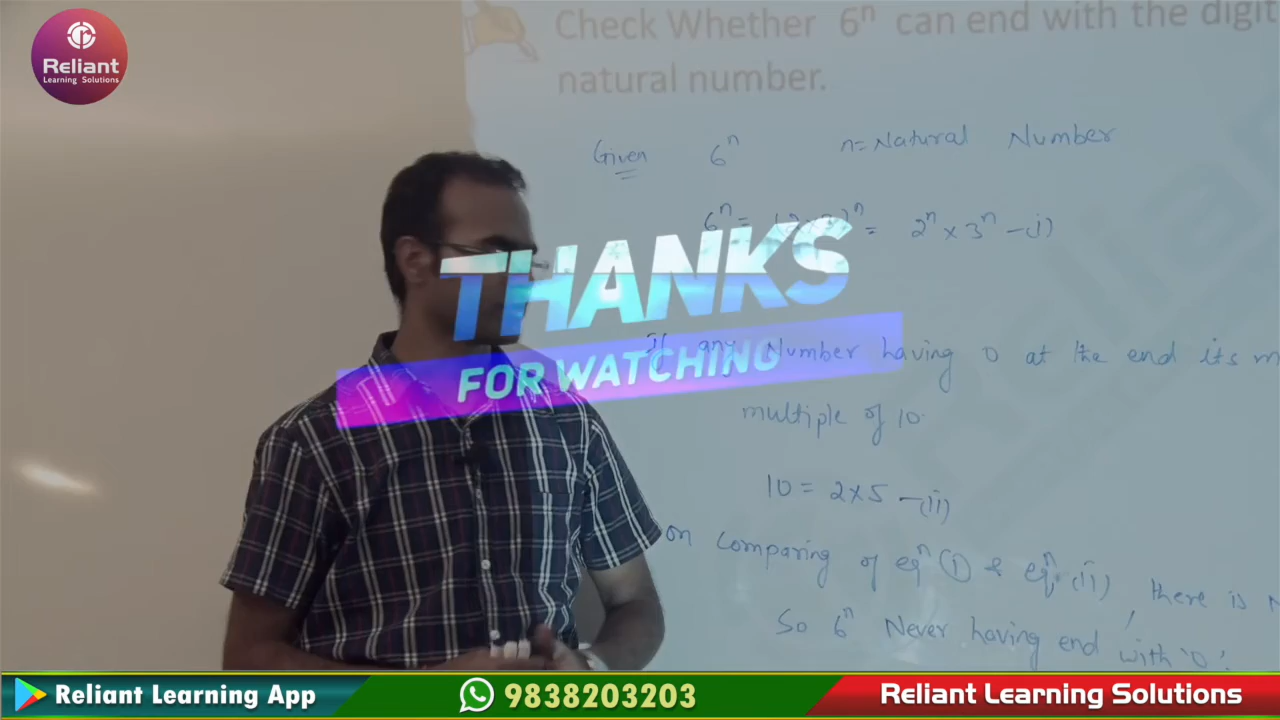 Reliant
Learning Solutions
Check Whether 6ⁿ can end with the digit
natural number.
Given 6ⁿ n=Natural Number
6ⁿ = ( )ⁿ = 2ⁿ × 3ⁿ —(i)
THANKS
FOR WATCHING
If any Number having 0 at the end its
multiple of 10.
10 = 2×5 —(ii)
on comparing of eqⁿ (i) & eqⁿ. (ii), there is
So 6ⁿ Never having end with '0'.
Reliant Learning App
9838203203
Reliant Learning Solutions